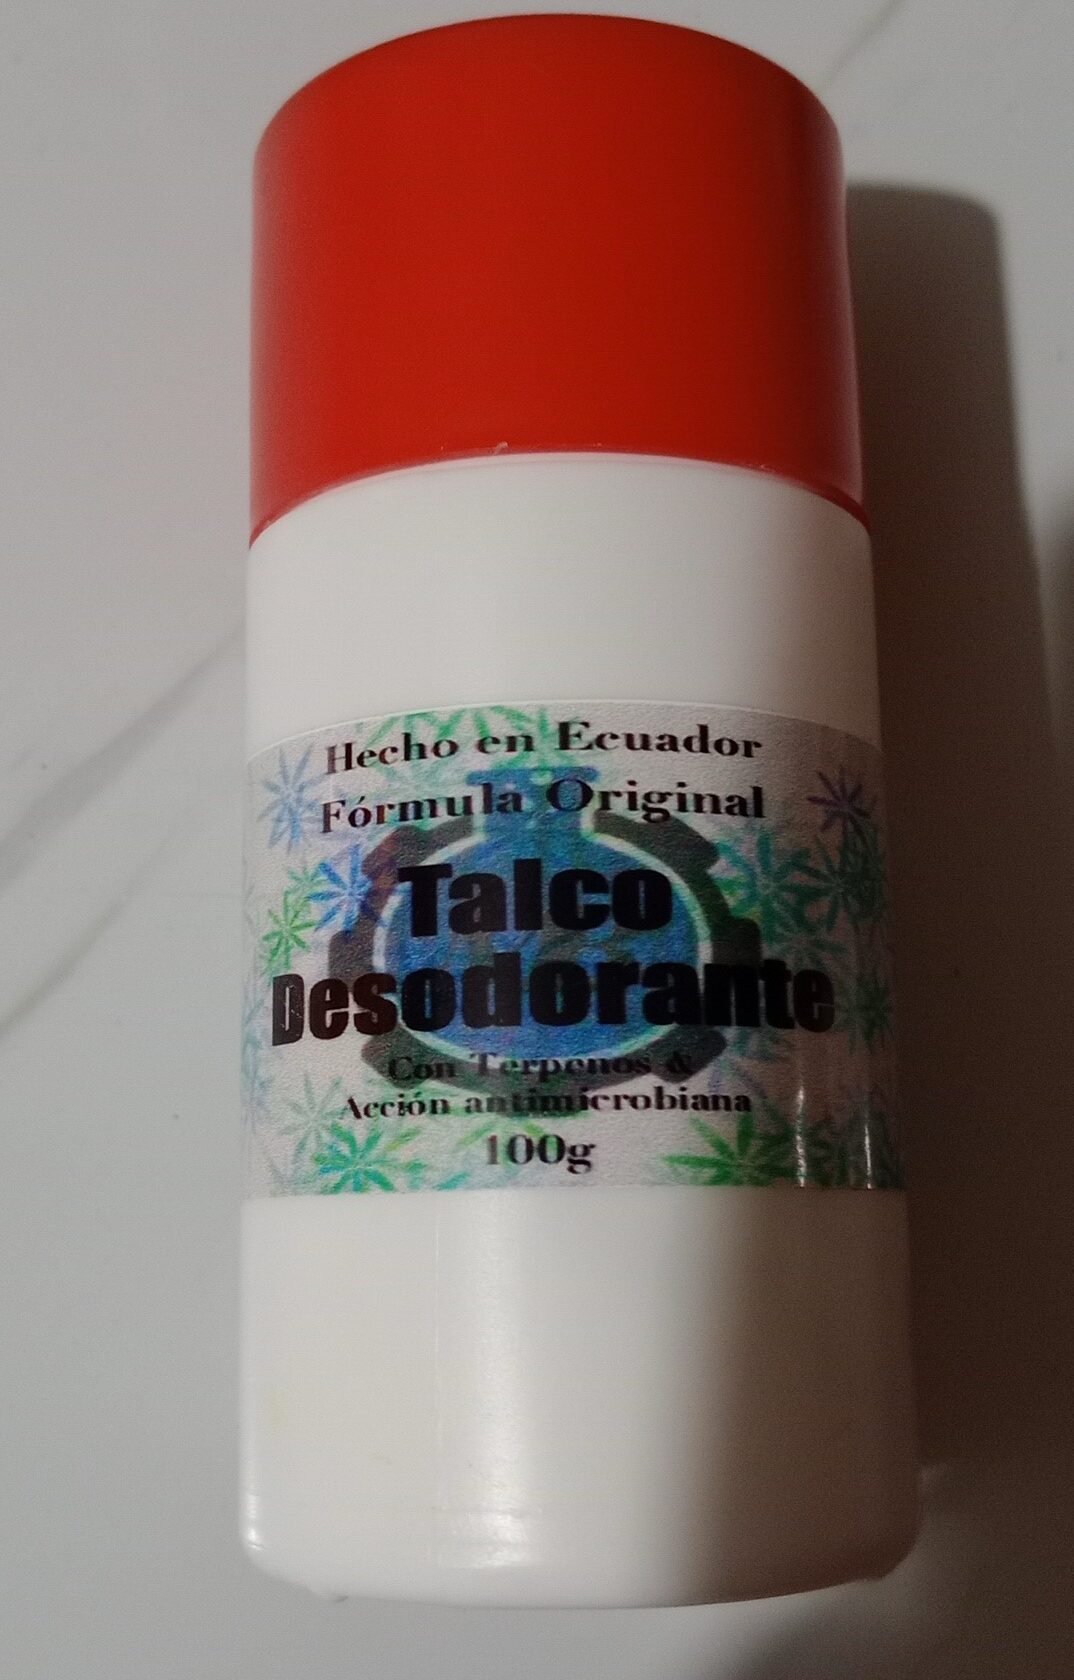 Hecho en Ecuador
Fórmula Original
Talco
Desodorante
Con Terpenos &
Acción antimicrobiana
100g